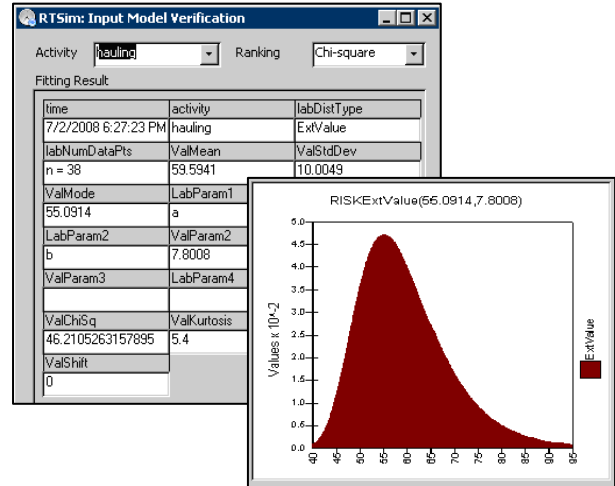 RTSim: Input Model Verification
Activity hauling Ranking Chi-square
Fitting Result
time activity labDistType
7/2/2008 6:27:23 PM hauling ExtValue
labNumDataPts ValMean ValStdDev
n = 38 59.5941 10.0049
ValMode LabParam1
55.0914 a
LabParam2 ValParam2
b 7.8008
ValParam3 LabParam4
ValChiSq ValKurtosis
46.2105263157895 5.4
ValShift
0
RISKExtValue(55.0914,7.8008)
Values x 10^-2
5.0
4.5
4.0
3.5
3.0
2.5
2.0
1.5
1.0
0.5
0.0
40 45 50 55 60 65 70 75 80 85 90 95
ExtValue